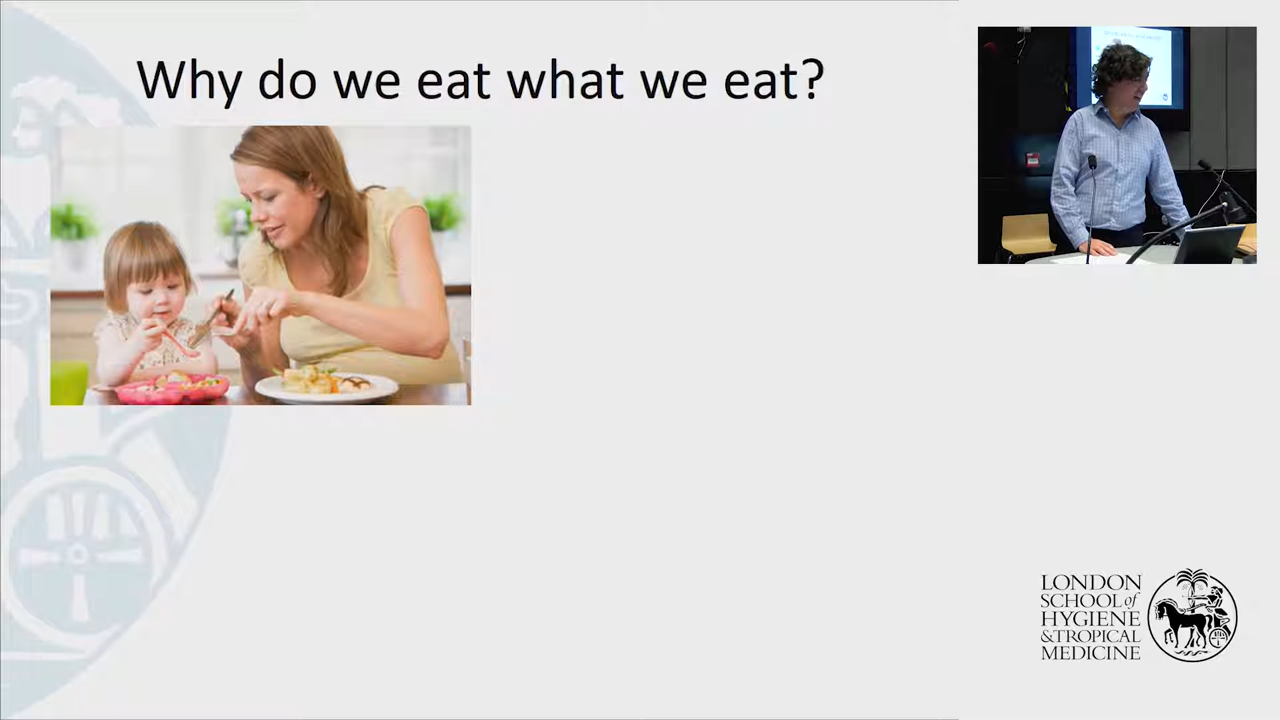 Why do we eat what we eat?
LONDON
SCHOOL of
HYGIENE
& TROPICAL
MEDICINE